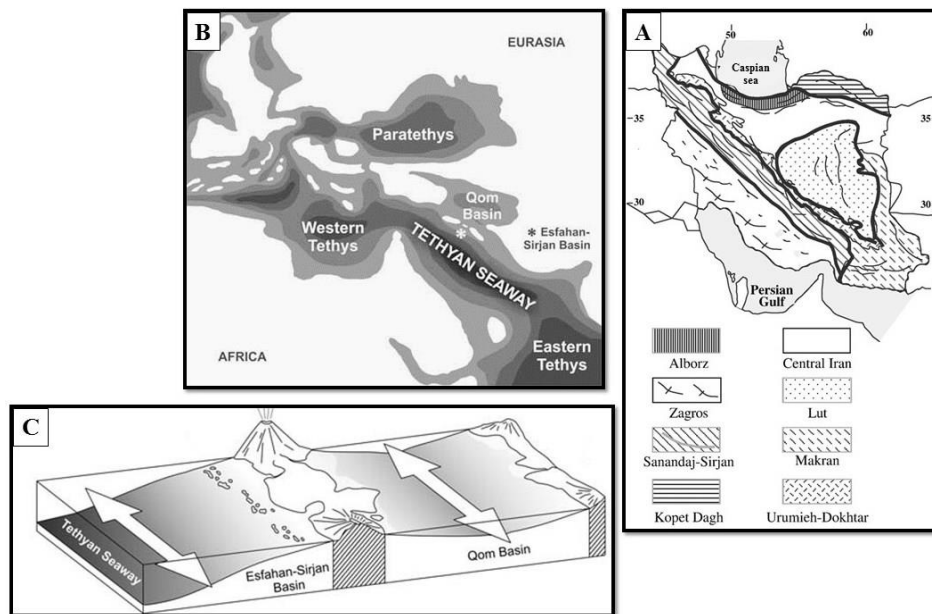 B
EURASIA
Paratethys
Qom
Basin
Western
Tethys
* Esfahan-
Sirjan Basin
*
TETHYAN SEAWAY
AFRICA
Eastern
Tethys
A
50
60
Caspian
sea
35
35
30
30
Persian
Gulf
Alborz
Central Iran
Zagros
Lut
Sanandaj-Sirjan
Makran
Kopet Dagh
Urumieh-Dokhtar
C
Tethyan Seaway
Esfahan-Sirjan
Basin
Qom Basin